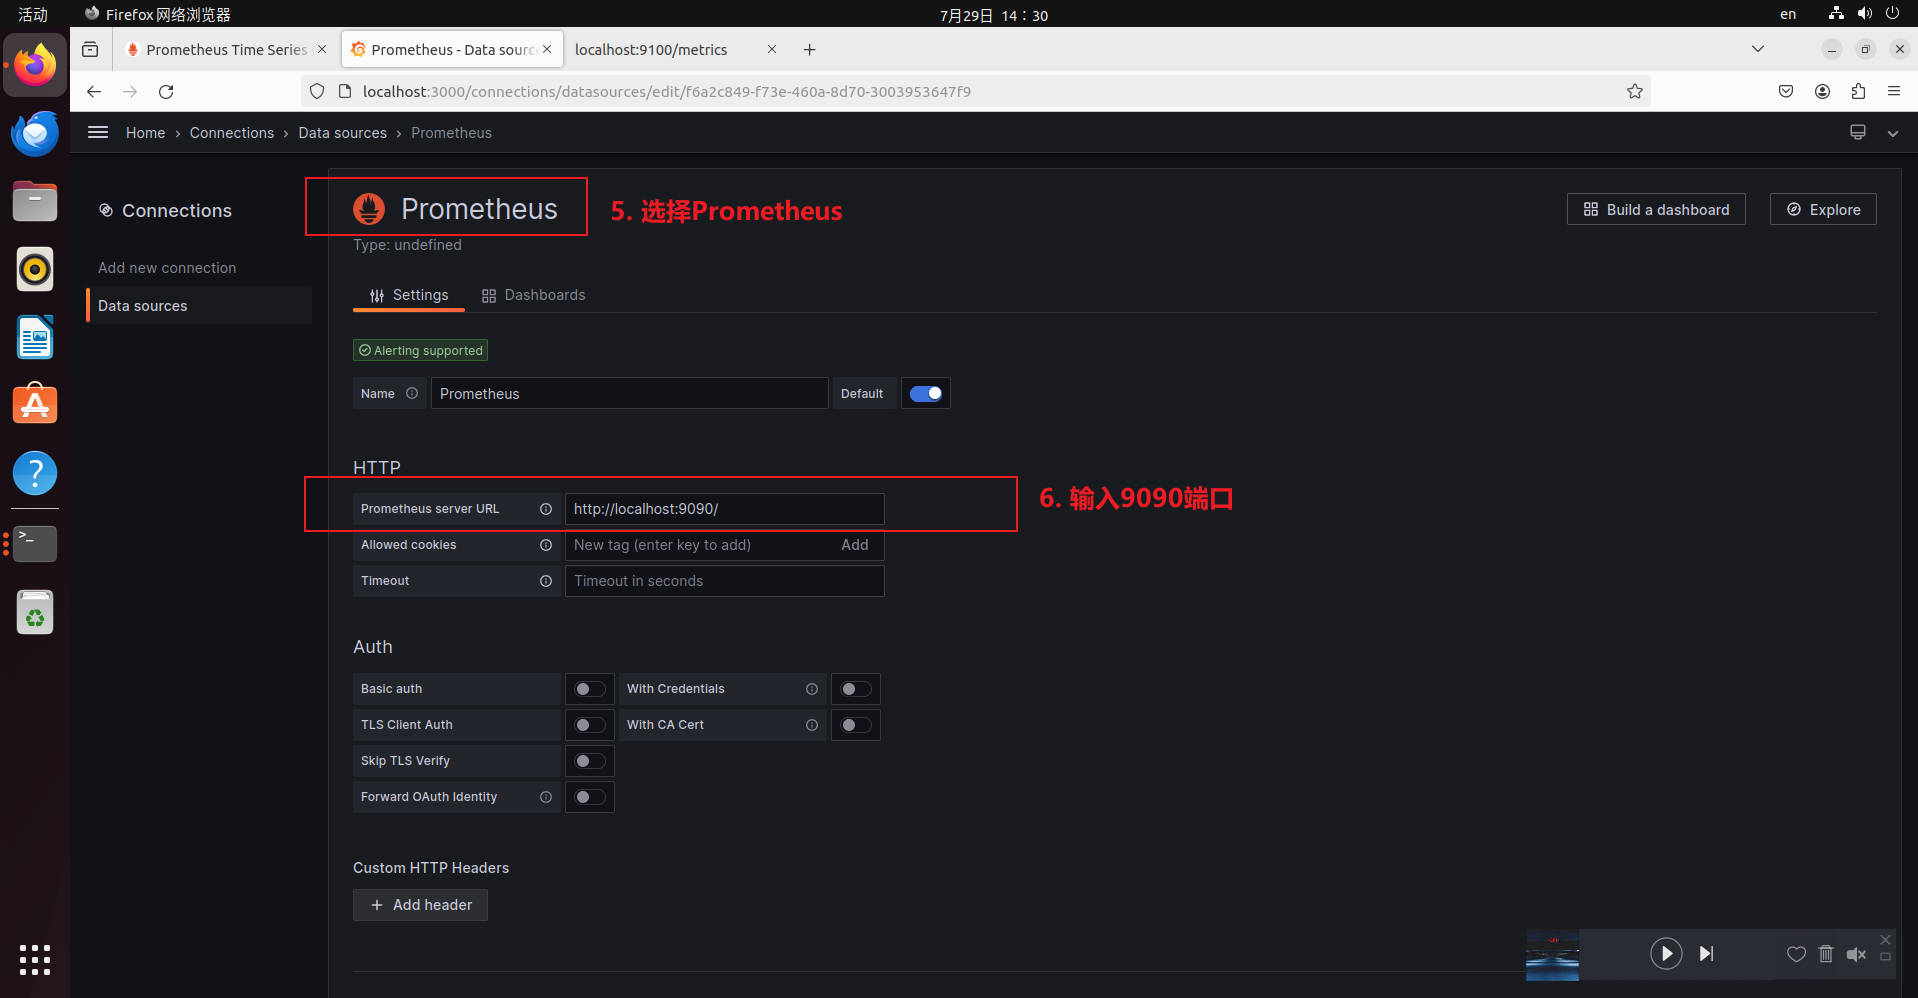 活动
Firefox 网络浏览器
7月29日 14：30
en
Prometheus Time Series
Prometheus - Data sourc
localhost:9100/metrics
localhost:3000/connections/datasources/edit/f6a2c849-f73e-460a-8d70-3003953647f9
Home › Connections › Data sources › Prometheus
Connections
Add new connection
Data sources
Prometheus
5. 选择Prometheus
Build a dashboard
Explore
Type: undefined
Settings
Dashboards
Alerting supported
Name
Prometheus
Default
HTTP
Prometheus server URL
http://localhost:9090/
6. 输入9090端口
Allowed cookies
New tag (enter key to add)
Add
Timeout
Timeout in seconds
Auth
Basic auth
With Credentials
TLS Client Auth
With CA Cert
Skip TLS Verify
Forward OAuth Identity
Custom HTTP Headers
+ Add header